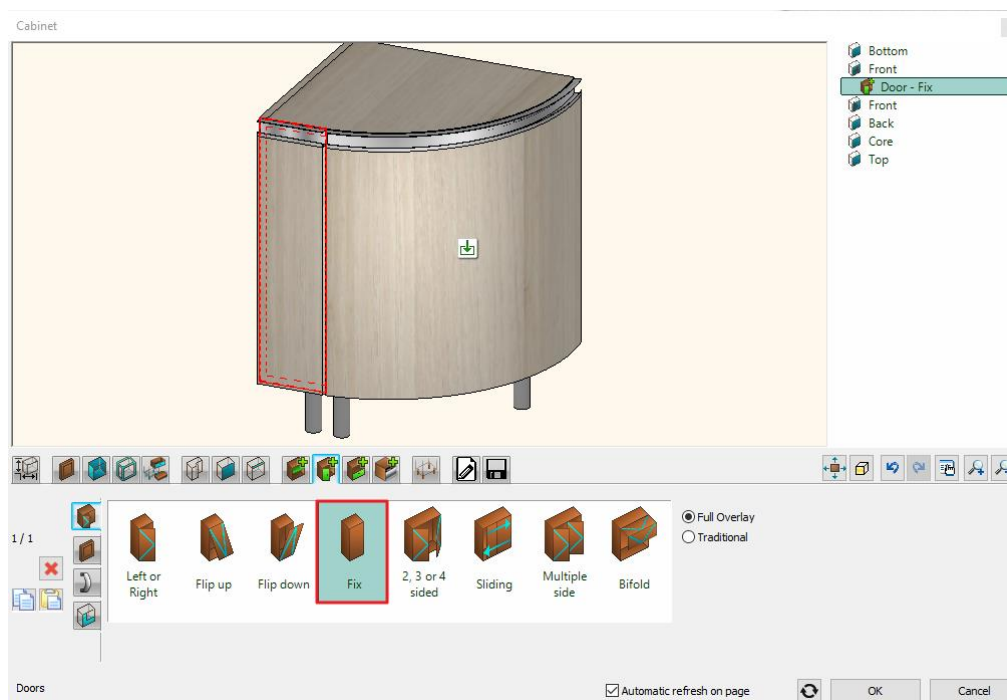 Cabinet
Bottom
Front
Door - Fix
Front
Back
Core
Top
1 / 1
Left or
Right
Flip up
Flip down
Fix
2, 3 or 4
sided
Sliding
Multiple
side
Bifold
Full Overlay
Traditional
Doors
Automatic refresh on page
OK
Cancel